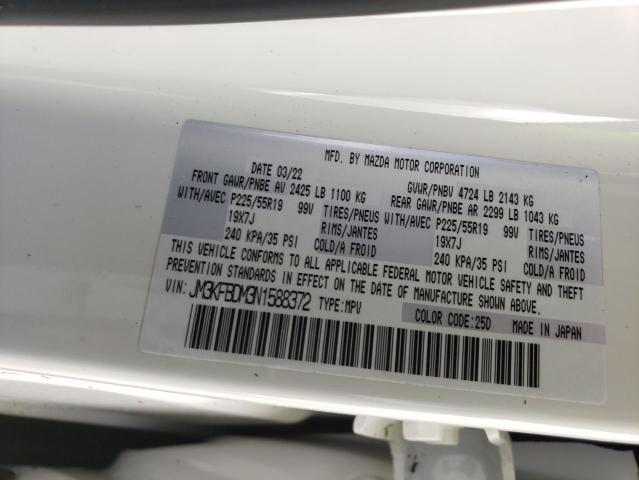 MFD. BY MAZDA MOTOR CORPORATION
DATE 03/22 GVWR/PNBV 4724 LB 2143 KG
FRONT GAWR/PNBE AV 2425 LB 1100 KG REAR GAWR/PNBE AR 2299 LB 1043 KG
WITH/AVEC P225/55R19 99V TIRES/PNEUS WITH/AVEC P225/55R19 99V TIRES/PNEUS
19X7J RIMS/JANTES 19X7J RIMS/JANTES
240 KPA/35 PSI COLD/A FROID 240 KPA/35 PSI COLD/A FROID
THIS VEHICLE CONFORMS TO ALL APPLICABLE FEDERAL MOTOR VEHICLE SAFETY AND THEFT
PREVENTION STANDARDS IN EFFECT ON THE DATE OF MANUFACTURE SHOWN ABOVE.
VIN: JM3KFBDM3N1588372 TYPE:MPV COLOR CODE:25D MADE IN JAPAN